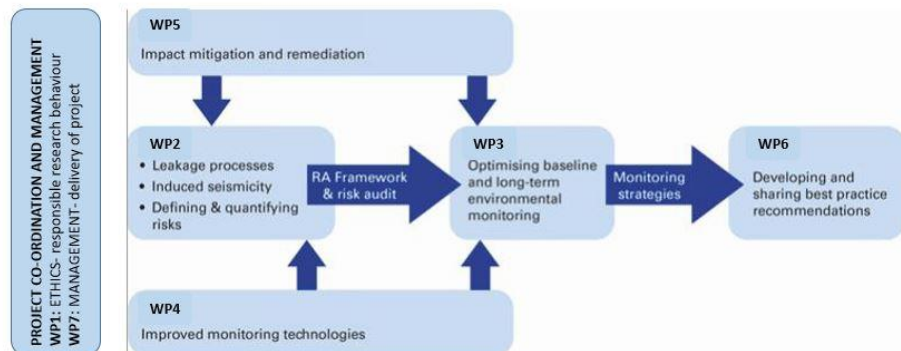 PROJECT CO-ORDINATION AND MANAGEMENT
WP1: ETHICS- responsible research behaviour
WP7: MANAGEMENT- delivery of project
WP5
Impact mitigation and remediation
WP2
• Leakage processes
• Induced seismicity
• Defining & quantifying
risks
RA Framework
& risk audit
WP3
Optimising baseline
and long-term
environmental
monitoring
Monitoring
strategies
WP6
Developing and
sharing best practice
recommendations
WP4
Improved monitoring technologies